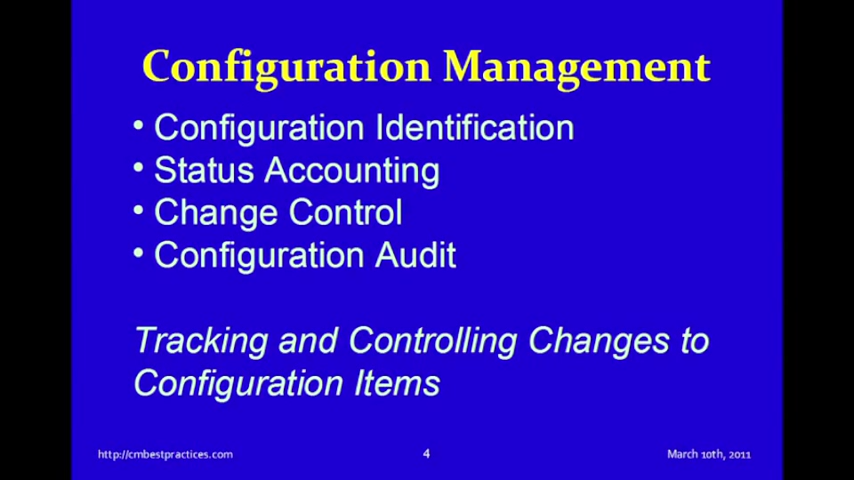 Configuration Management
• Configuration Identification
• Status Accounting
• Change Control
• Configuration Audit
Tracking and Controlling Changes to
Configuration Items
http://cmbestpractices.com
4
March 10th, 2011